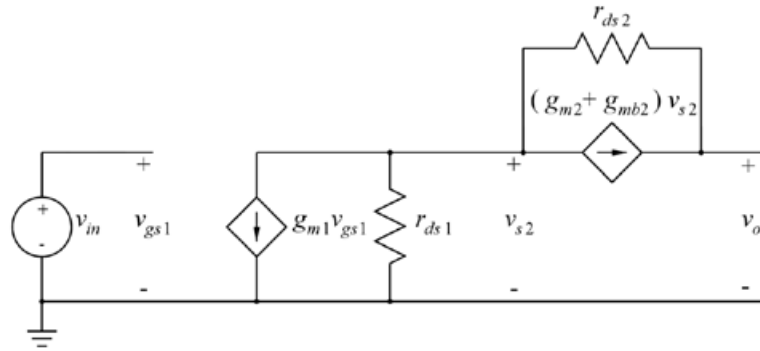 r_{ds2}
(g_{m2} + g_{mb2}) v_{s2}
+ + +
+ v_{in} v_{gs1} g_{m1}v_{gs1} r_{ds1} v_{s2} v_o
-
- - -